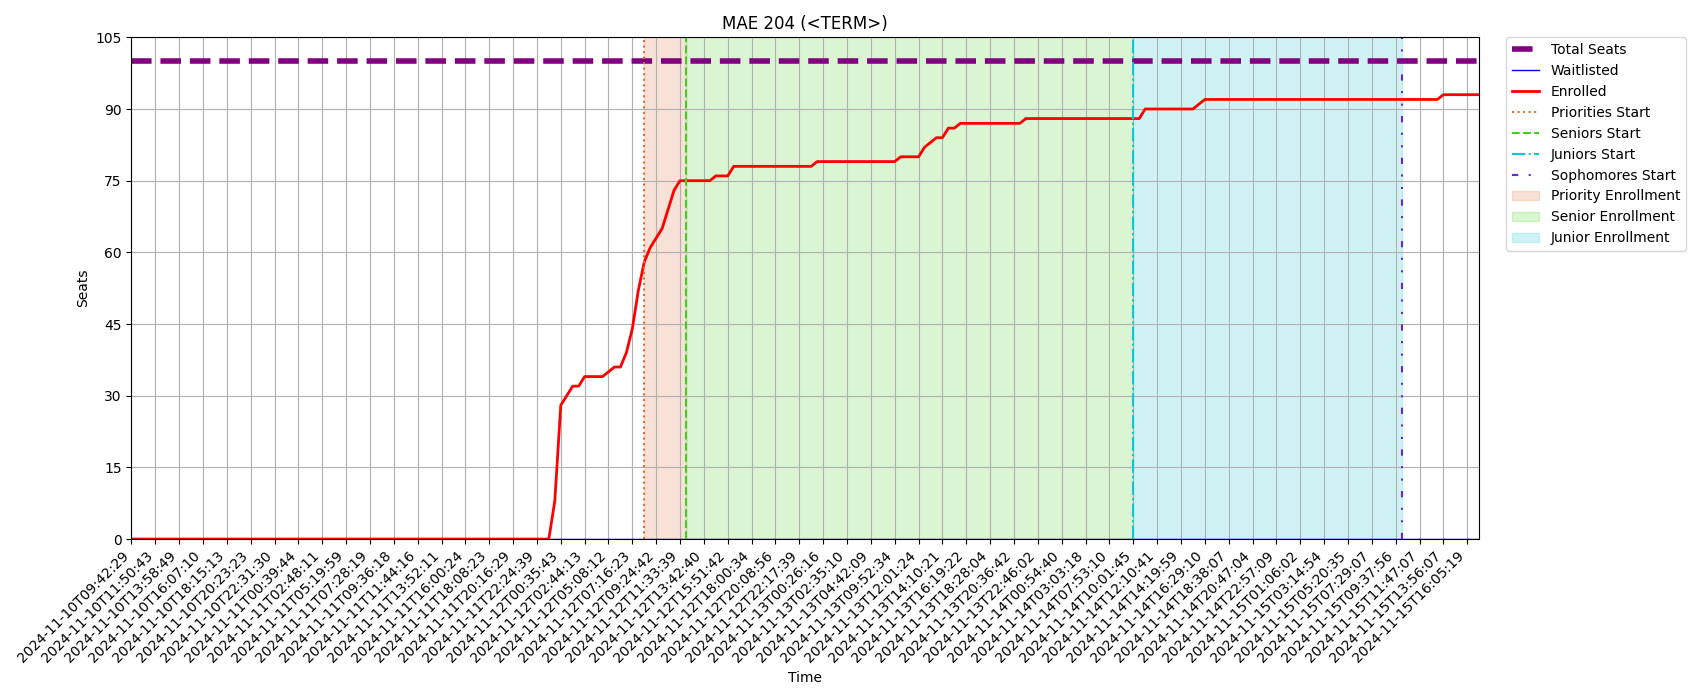 MAE 204 (<TERM>)
105
90
75
60
45
30
15
0
Seats
Total Seats
Waitlisted
Enrolled
Priorities Start
Seniors Start
Juniors Start
Sophomores Start
Priority Enrollment
Senior Enrollment
Junior Enrollment
2024-11-10T09:42:29
2024-11-10T11:50:43
2024-11-10T13:58:49
2024-11-10T16:07:10
2024-11-10T18:15:13
2024-11-10T20:23:23
2024-11-10T22:31:30
2024-11-11T00:39:44
2024-11-11T02:48:11
2024-11-11T05:19:59
2024-11-11T07:28:19
2024-11-11T09:36:18
2024-11-11T11:44:16
2024-11-11T13:52:11
2024-11-11T16:00:24
2024-11-11T18:08:23
2024-11-11T20:16:29
2024-11-11T22:24:39
2024-11-12T00:35:43
2024-11-12T02:44:13
2024-11-12T05:08:12
2024-11-12T07:16:23
2024-11-12T09:24:42
2024-11-12T11:33:39
2024-11-12T13:42:40
2024-11-12T15:51:42
2024-11-12T18:00:34
2024-11-12T20:08:56
2024-11-12T22:17:39
2024-11-13T00:26:16
2024-11-13T02:35:10
2024-11-13T04:42:09
2024-11-13T09:52:34
2024-11-13T12:01:24
2024-11-13T14:10:21
2024-11-13T16:19:22
2024-11-13T18:28:04
2024-11-13T20:36:42
2024-11-13T22:46:02
2024-11-14T00:54:40
2024-11-14T03:03:18
2024-11-14T07:53:10
2024-11-14T10:01:45
2024-11-14T12:10:41
2024-11-14T14:19:59
2024-11-14T16:29:10
2024-11-14T18:38:07
2024-11-14T20:47:04
2024-11-14T22:57:09
2024-11-15T01:06:02
2024-11-15T03:14:54
2024-11-15T05:20:35
2024-11-15T07:29:07
2024-11-15T09:37:56
2024-11-15T11:47:07
2024-11-15T13:56:07
2024-11-15T16:05:19
Time